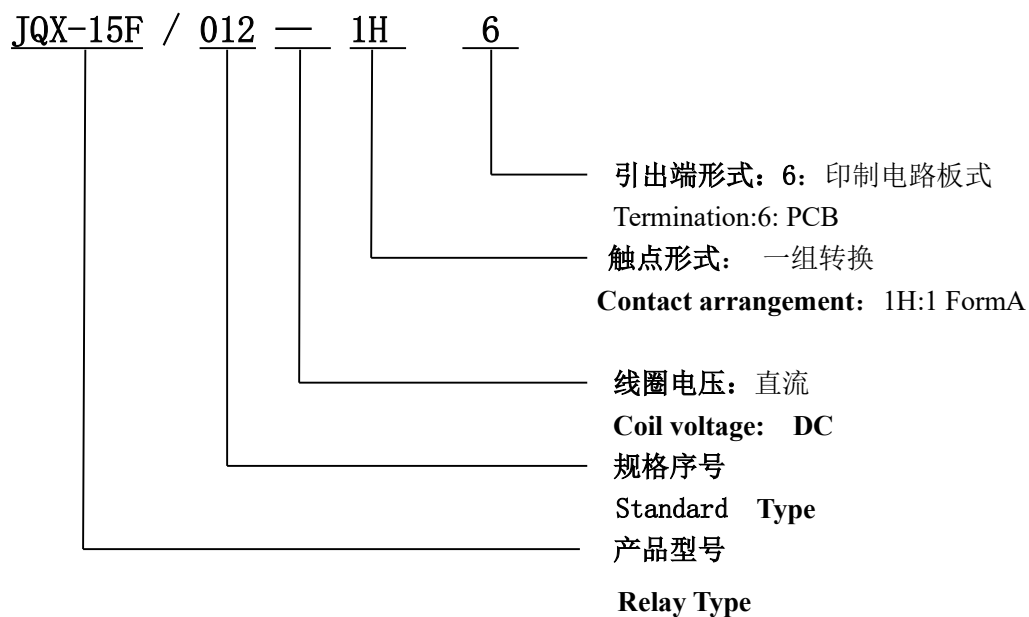 JQX-15F / 012 — 1H 6
引出端形式：6：印制电路板式
Termination:6: PCB
触点形式： 一组转换
Contact arrangement：1H:1 FormA
线圈电压：直流
Coil voltage: DC
规格序号
Standard Type
产品型号
Relay Type